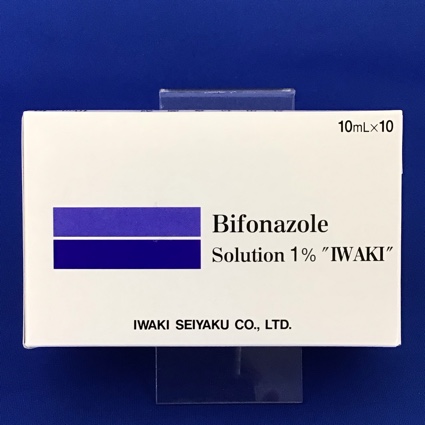 10mL×10
Bifonazole
Solution 1% "IWAKI"
IWAKI SEIYAKU CO., LTD.